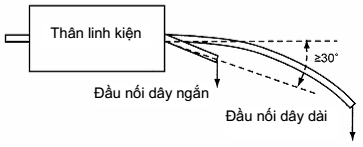 Thân linh kiện
≥30°
Đầu nối dây ngắn
Đầu nối dây dài